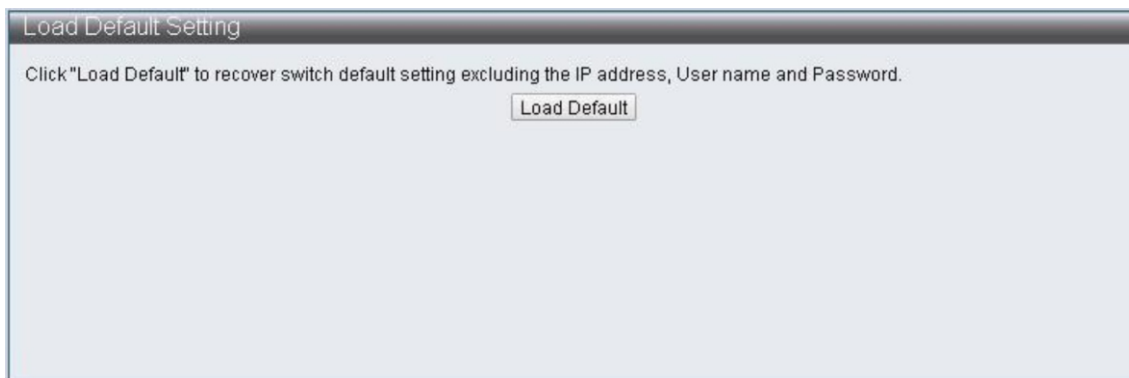 Load Default Setting
Click "Load Default" to recover switch default setting excluding the IP address, User name and Password.
Load Default